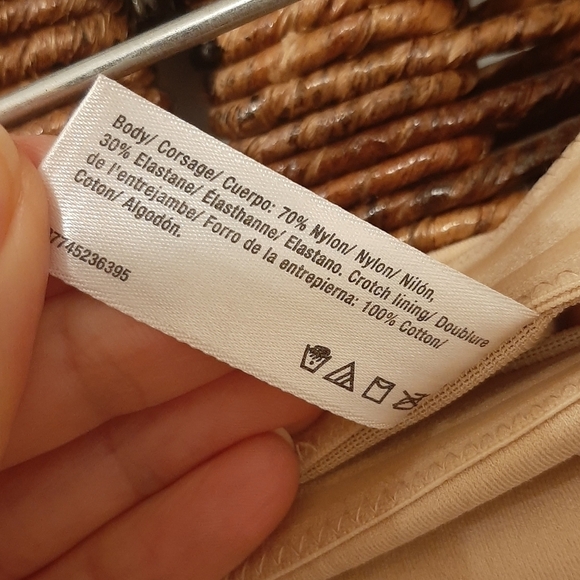 Body/ Corsage/ Cuerpo: 70% Nylon/ Nylon/ Nilón,
30% Elastane/ Élasthanne/ Elastano. Crotch lining/ Doublure
de l'entrejambe/ Forro de la entrepierna: 100% Cotton/
Coton/ Algodón.
7745236395